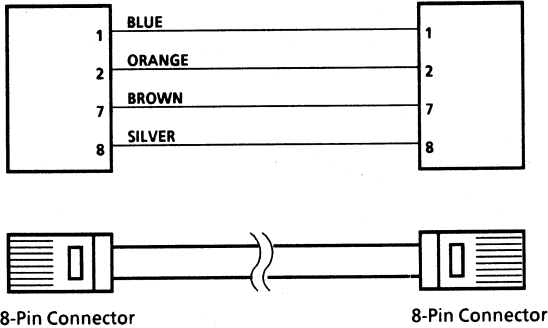 BLUE
1 1
ORANGE
2 2
BROWN
7 7
SILVER
8 8
8-Pin Connector 8-Pin Connector